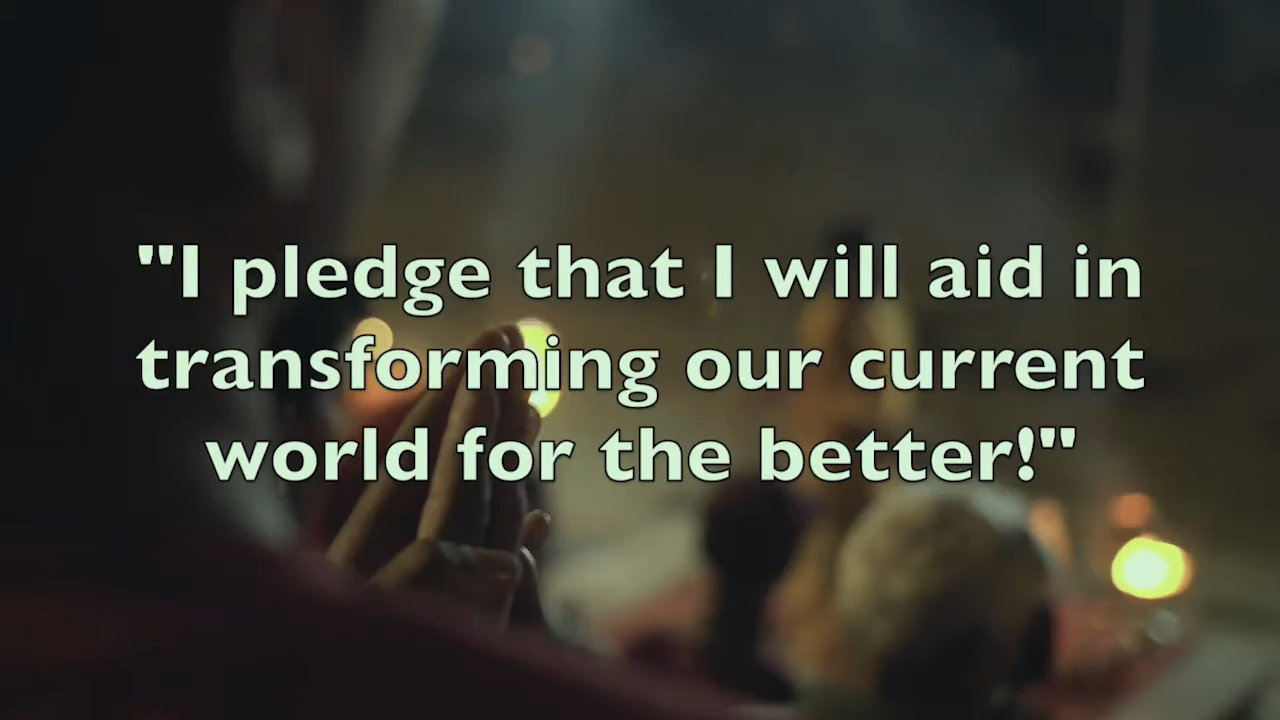 "I pledge that I will aid in
transforming our current
world for the better!"